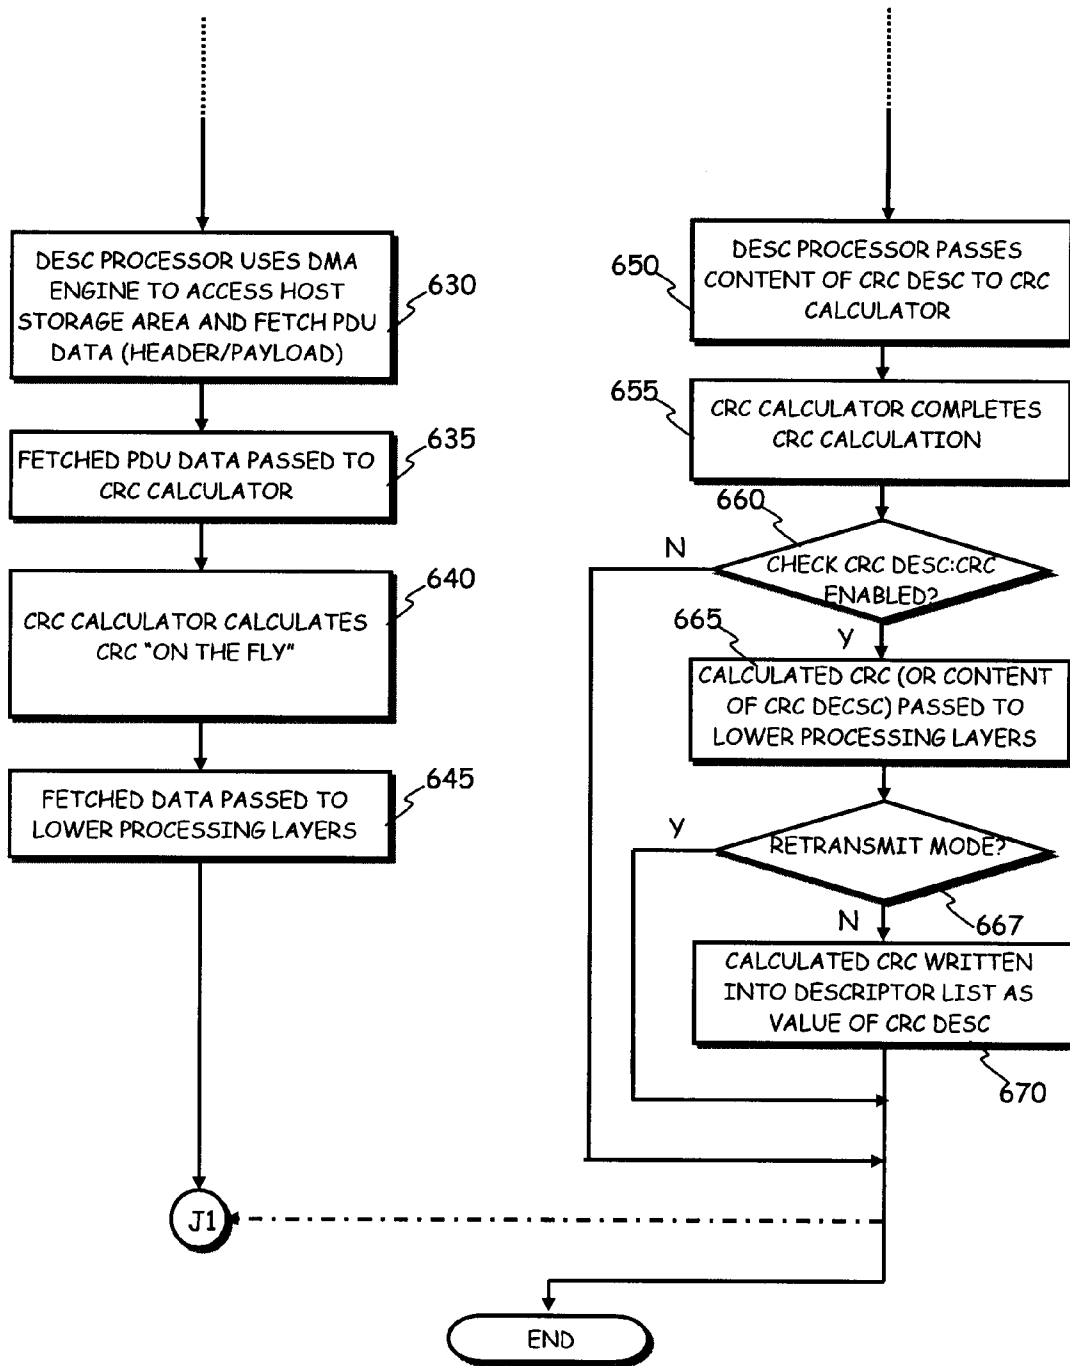 DESC PROCESSOR USES DMA
ENGINE TO ACCESS HOST
STORAGE AREA AND FETCH PDU
DATA (HEADER/PAYLOAD)
630
FETCHED PDU DATA PASSED TO
CRC CALCULATOR
635
CRC CALCULATOR CALCULATES
CRC "ON THE FLY"
640
FETCHED DATA PASSED TO
LOWER PROCESSING LAYERS
645
J1
650
DESC PROCESSOR PASSES
CONTENT OF CRC DESC TO CRC
CALCULATOR
655
CRC CALCULATOR COMPLETES
CRC CALCULATION
660
N
CHECK CRC DESC:CRC
ENABLED?
Y
665
CALCULATED CRC (OR CONTENT
OF CRC DECSC) PASSED TO
LOWER PROCESSING LAYERS
Y
RETRANSMIT MODE?
667
N
CALCULATED CRC WRITTEN
INTO DESCRIPTOR LIST AS
VALUE OF CRC DESC
670
END